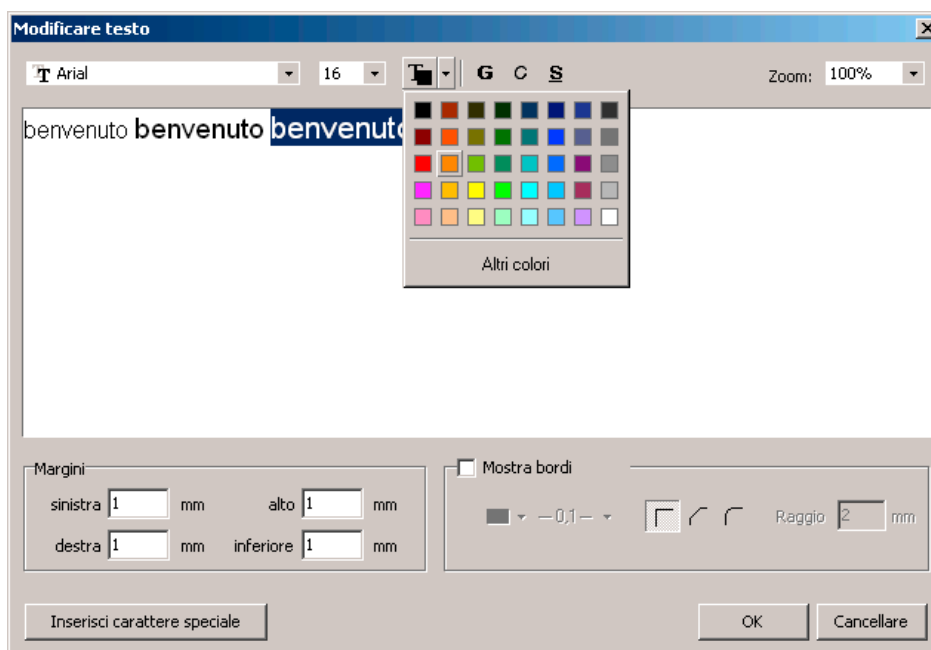 Modificare testo
Arial 16 T G C S Zoom: 100%
benvenuto benvenuto benvenuto
Altri colori
Margini
sinistra 1 mm alto 1 mm
destra 1 mm inferiore 1 mm
Mostra bordi
0,1 Raggio 2 mm
Inserisci carattere speciale OK Cancellare